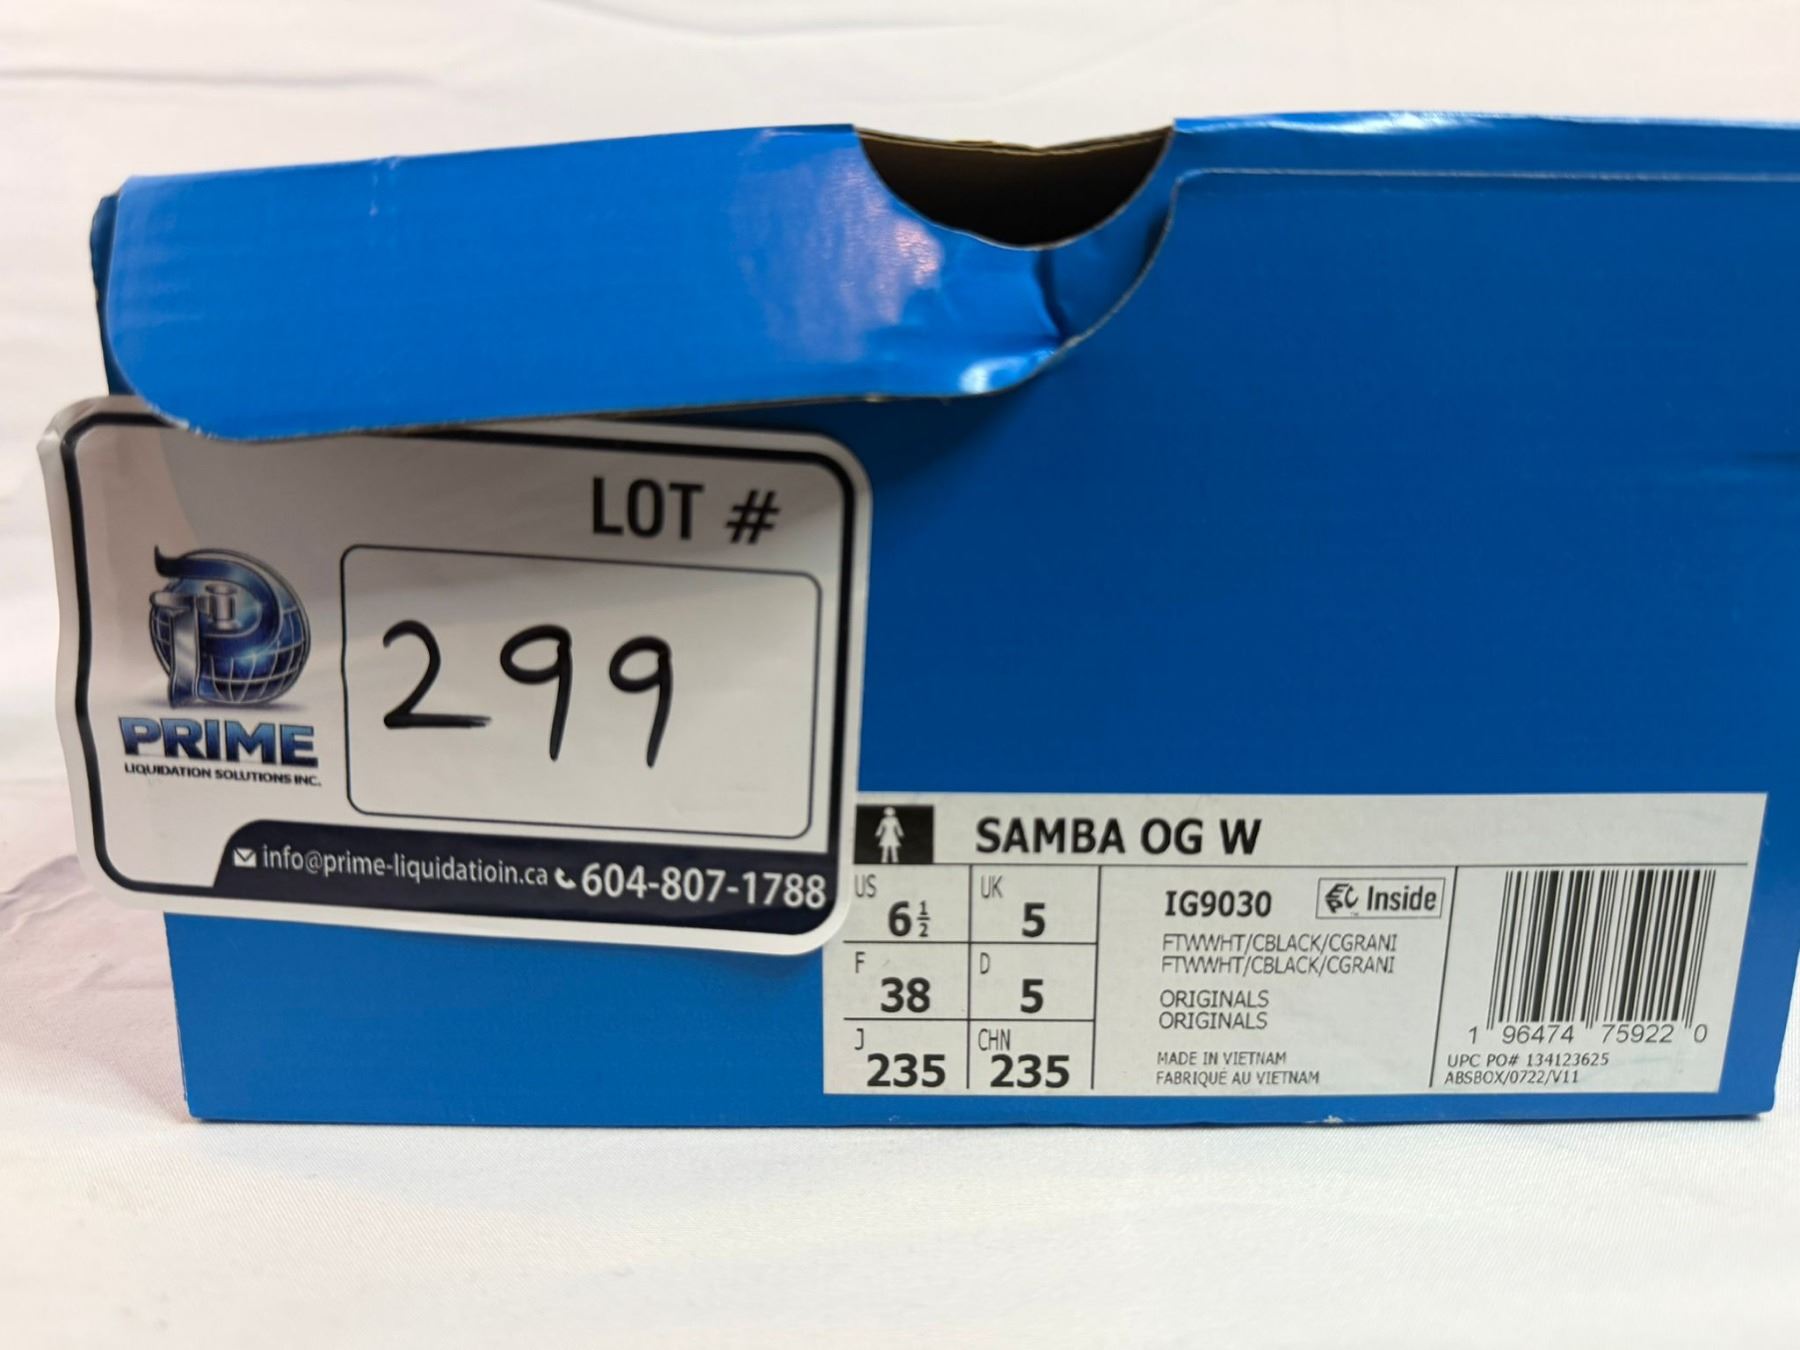 LOT #
299
PRIME
LIQUIDATION SOLUTIONS INC.
info@prime-liquidatioin.ca 604-807-1788
SAMBA OG W
US 6½ UK 5
F 38 D 5
J 235 CHN 235
IG9030 Inside
FTWWHT/CBLACK/CGRANI
FTWWHT/CBLACK/CGRANI
ORIGINALS
ORIGINALS
MADE IN VIETNAM
FABRIQUÉ AU VIETNAM
1 96474 75922 0
UPC PO# 134123625
ABSBOX/0722/V11